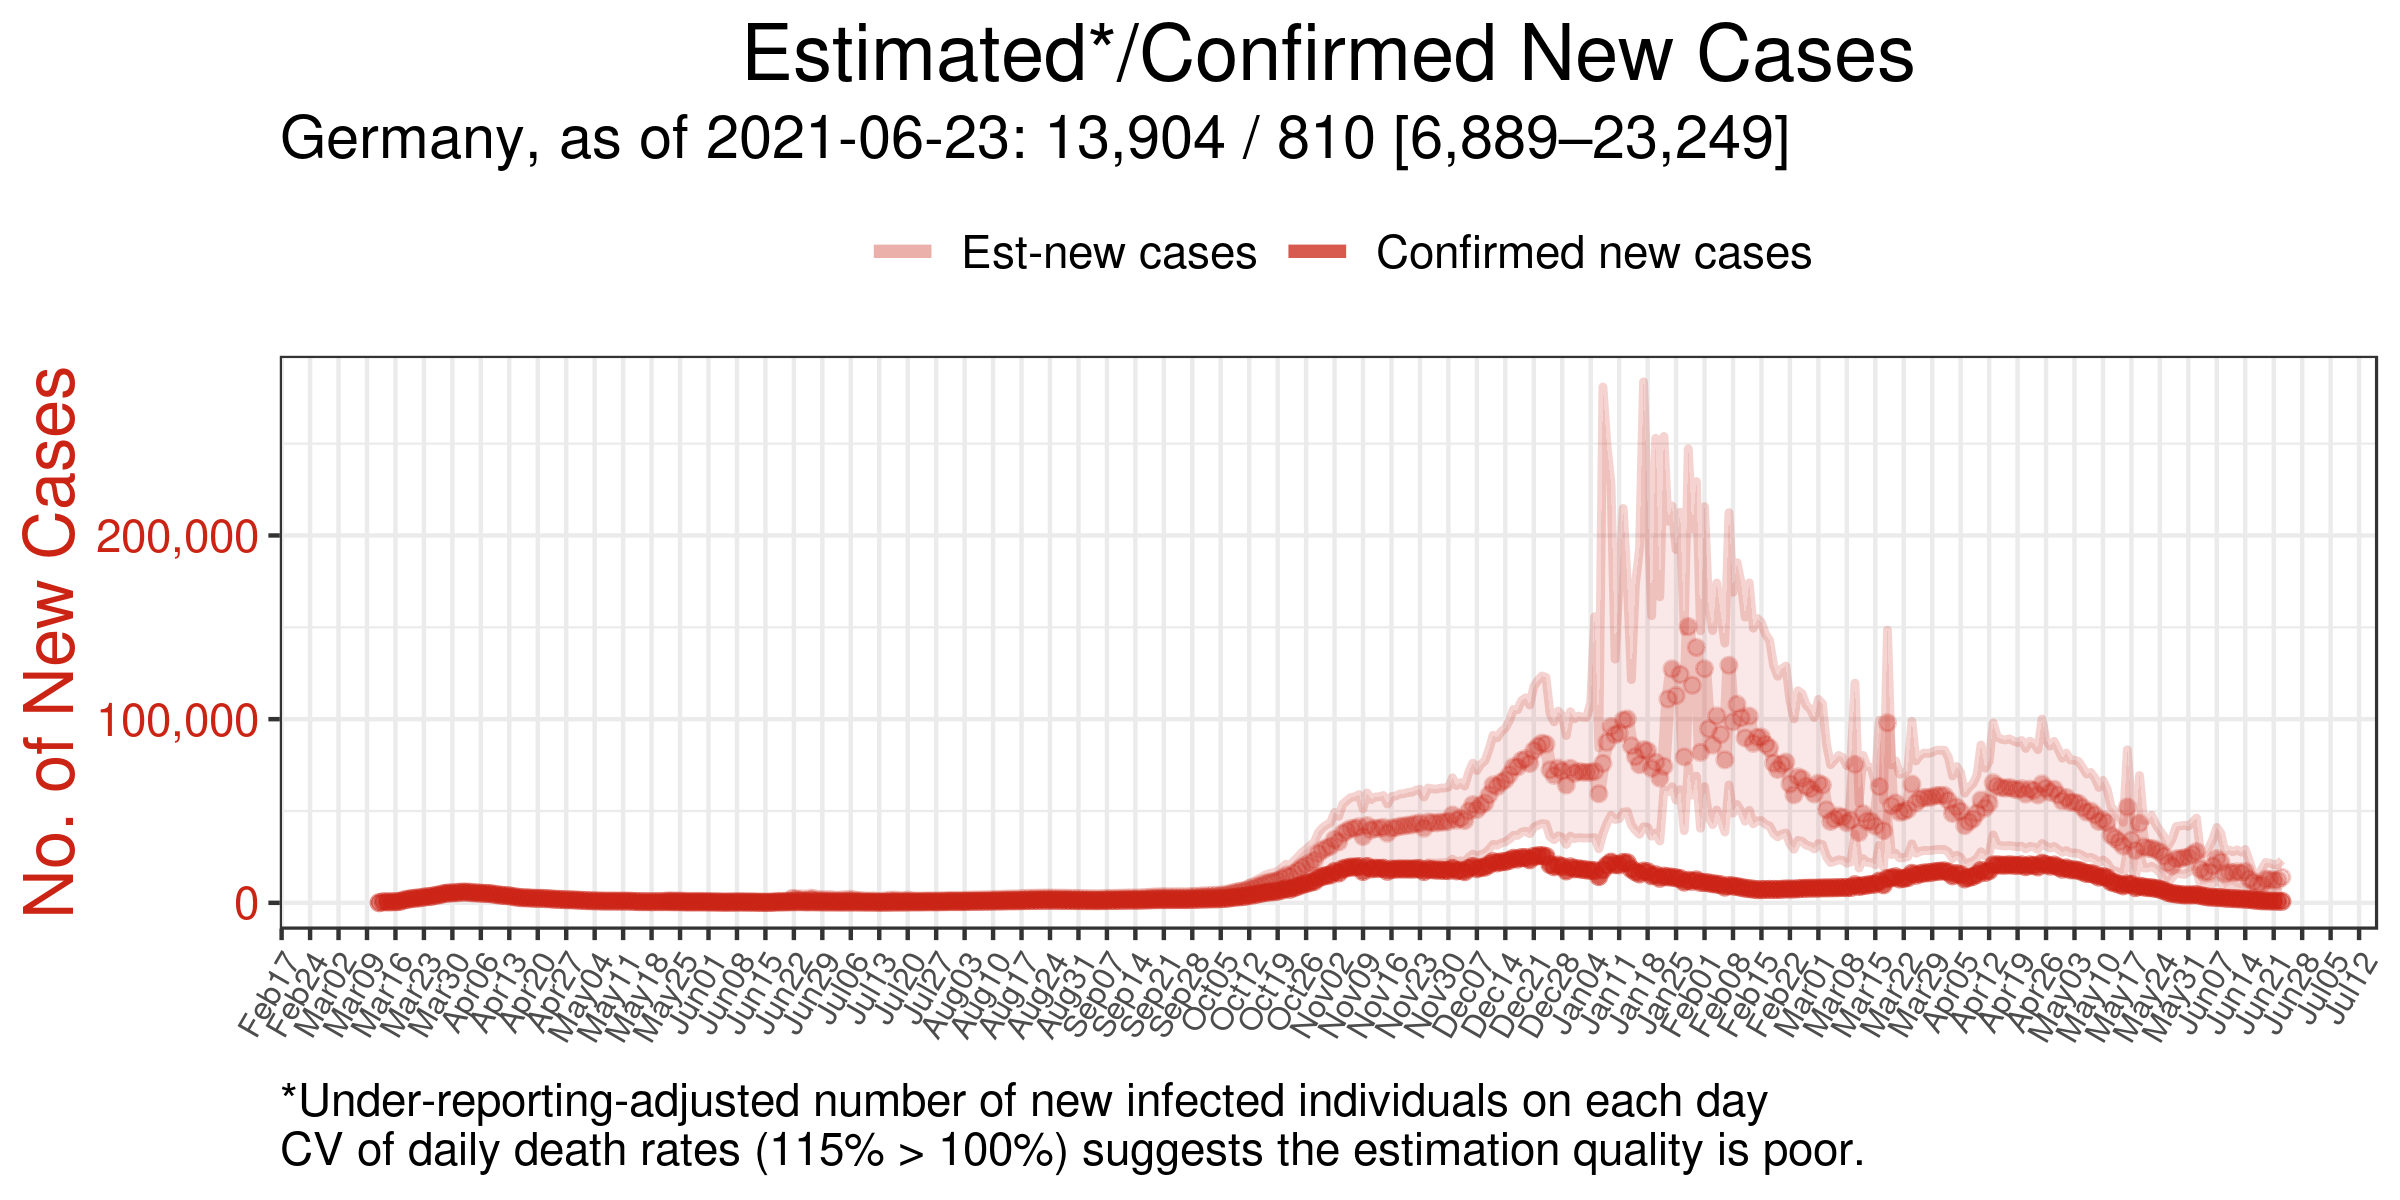 Estimated*/Confirmed New Cases
Germany, as of 2021-06-23: 13,904 / 810 [6,889–23,249]
Est-new cases
Confirmed new cases
No. of New Cases
200,000
100,000
0
Feb17
Feb24
Mar02
Mar09
Mar16
Mar23
Mar30
Apr06
Apr13
Apr20
Apr27
May04
May11
May18
May25
Jun01
Jun08
Jun15
Jun22
Jun29
Jul06
Jul13
Jul20
Jul27
Aug03
Aug10
Aug17
Aug24
Aug31
Sep07
Sep14
Sep21
Sep28
Oct05
Oct12
Oct19
Oct26
Nov02
Nov09
Nov16
Nov23
Nov30
Dec07
Dec14
Dec21
Dec28
Jan04
Jan11
Jan18
Jan25
Feb01
Feb08
Feb15
Feb22
Mar01
Mar08
Mar15
Mar22
Mar29
Apr05
Apr12
Apr19
Apr26
May03
May10
May17
May24
May31
Jun07
Jun14
Jun21
Jun28
Jul05
Jul12
*Under-reporting-adjusted number of new infected individuals on each day
CV of daily death rates (115% > 100%) suggests the estimation quality is poor.